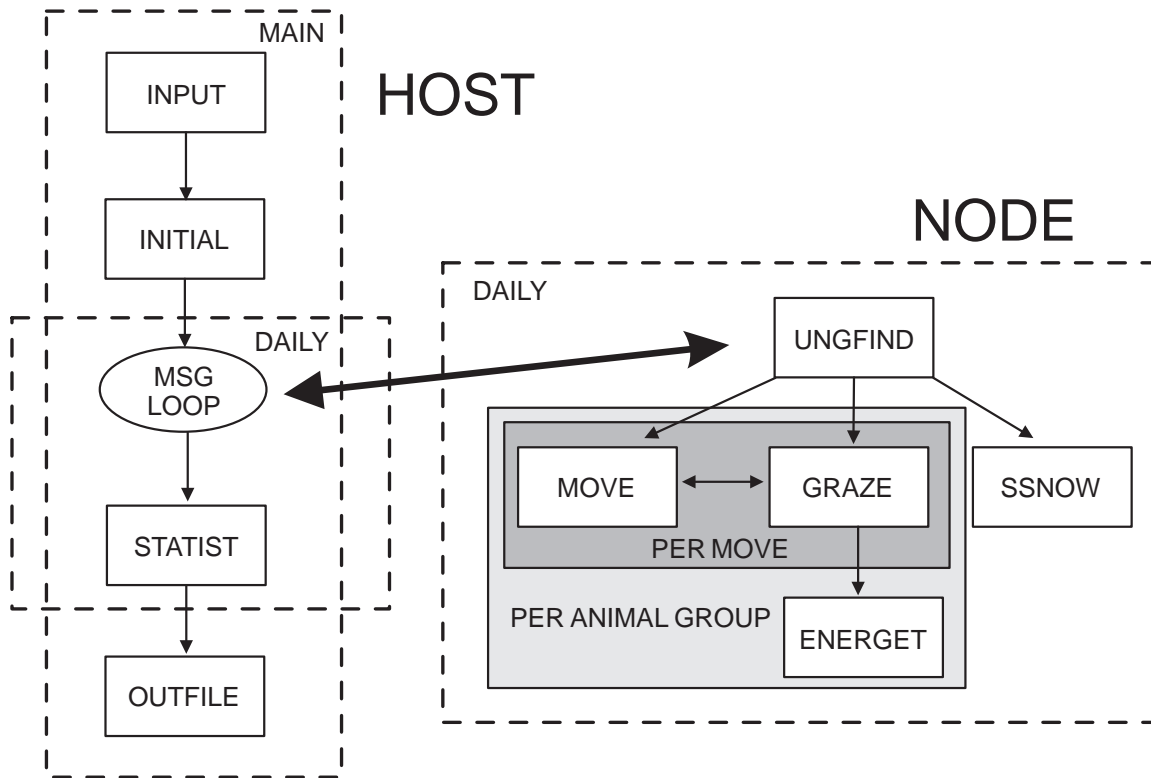 MAIN
INPUT
HOST
INITIAL
DAILY
MSG
LOOP
STATIST
OUTFILE
NODE
DAILY
UNGFIND
MOVE
GRAZE
SSNOW
PER MOVE
PER ANIMAL GROUP
ENERGET